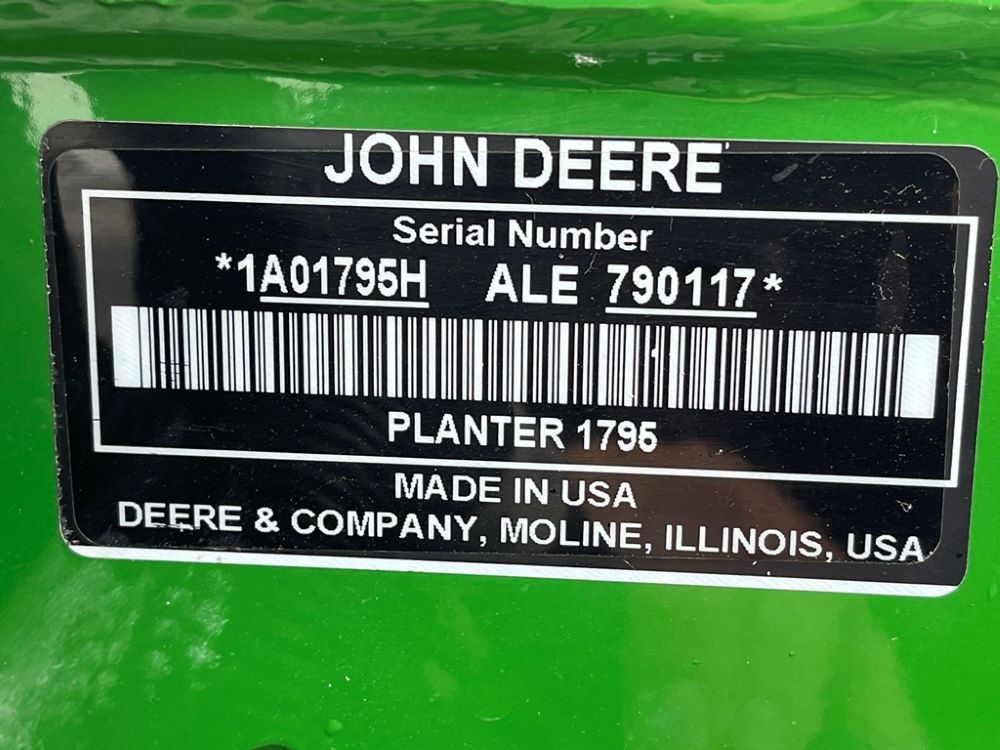 JOHN DEERE
Serial Number
*1A01795H ALE 790117*
PLANTER 1795
MADE IN USA
DEERE & COMPANY, MOLINE, ILLINOIS, USA